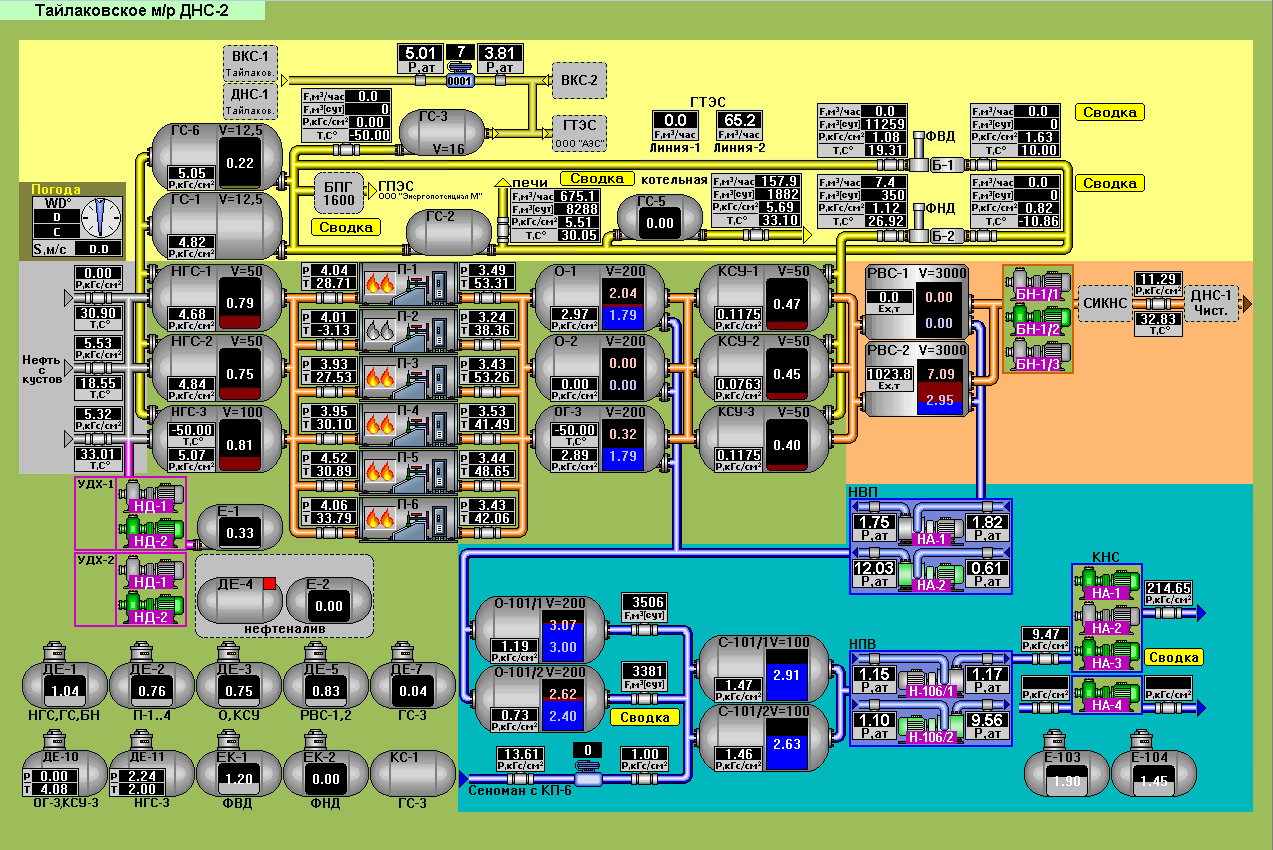 Тайлаковское м/р ДНС-2
ВКС-1
Тайлаков.
ДНС-1
Тайлаков.
5.01
P,ат
7
0001
3.81
P,ат
ВКС-2
ГТЭС
ООО "АЗС"
F,м³/час 0.0
F,м³[сут] 0
P,кГс/см² 0.00
T,C° -50.00
ГС-3
V=16
ГТЭС
0.0
F,м³/час
Линия-1
65.2
F,м³/час
Линия-2
F,м³/час 0.0
F,м³[сут] 1259
P,кГс/см² 1.08
T,C° 19.31
ФВД
Б-1
F,м³/час 0.0
F,м³[сут] 0
P,кГс/см² 1.63
T,C° 10.00
Сводка
ГС-6 V=12,5
5.05
P,кГс/см²
0.22
ГС-1 V=12,5
4.82
P,кГс/см²
БПГ
1600
ГПЭС
ООО "Энергопотенциал М"
Сводка
ГС-2
печи
Сводка
котельная
F,м³/час 675.1
F,м³[сут] 8288
P,кГс/см² 5.51
T,C° 30.05
ГС-5
0.00
F,м³/час 157.9
F,м³[сут] 1882
P,кГс/см² 5.69
T,C° 33.10
F,м³/час 7.4
F,м³[сут] 350
P,кГс/см² 1.12
T,C° 26.92
ФНД
Б-2
F,м³/час 0.0
F,м³[сут] 0
P,кГс/см² 0.82
T,C° -10.86
Сводка
Погода
WD°
D
C
S,м/с D.D
0.00
P,кГс/см²
30.90
T,C°
5.53
P,кГс/см²
18.55
T,C°
5.32
P,кГс/см²
33.01
T,C°
Нефть
с
кустов
НГС-1 V=50
0.79
4.68
P,кГс/см²
НГС-2 V=50
0.75
4.84
P,кГс/см²
НГС-3 V=100
-50.00
T,C°
0.81
5.07
P,кГс/см²
P 4.04
T 28.71
П-1
P 3.49
T 53.31
P 4.01
T -3.13
П-2
P 3.24
T 38.36
P 3.93
T 27.53
П-3
P 3.43
T 53.26
P 3.95
T 30.10
П-4
P 3.53
T 41.49
P 4.52
T 30.89
П-5
P 3.44
T 48.65
P 4.06
T 33.79
П-6
P 3.43
T 42.06
О-1 V=200
2.04
2.97
P,кГс/см²
1.79
О-2 V=200
0.00
0.00
P,кГс/см²
0.00
ОГ-3 V=200
-50.00
T,C°
0.32
2.89
P,кГс/см²
1.79
КСУ-1 V=50
0.47
0.1175
P,кГс/см²
КСУ-2 V=50
0.45
0.0763
P,кГс/см²
КСУ-3 V=50
0.40
0.1175
P,кГс/см²
РВС-1 V=3000
0.0
Ex,т
0.00
0.00
РВС-2 V=3000
1023.8
Ex,т
7.09
2.95
БН-1/1
БН-1/2
БН-1/3
СИКНС
11.29
P,кГс/см²
32.83
T,C°
ДНС-1
Чист.
УДХ-1
НД-1
НД-2
УДХ-2
НД-1
НД-2
Е-1
0.33
ДЕ-4
Е-2
0.00
нефтеналив
НВП
1.75
P,ат
НА-1
1.82
P,ат
12.03
P,ат
НА-2
0.61
P,ат
О-101/1 V=200
3.07
1.19
P,кГс/см²
3.00
О-101/2 V=200
2.62
0.73
P,кГс/см²
2.40
3506
F,м³[сут]
3381
F,м³[сут]
Сводка
С-101/1 V=100
1.47
P,кГс/см²
2.91
С-101/2 V=100
1.46
P,кГс/см²
2.63
НПВ
1.15
P,ат
Н-106/1
1.17
P,ат
1.10
P,ат
Н-106/2
9.56
P,ат
9.47
P,кГс/см²
P,кГс/см²
КНС
НА-1
НА-2
НА-3
НА-4
214.65
P,кГс/см²
Сводка
P,кГс/см²
13.61
P,кГс/см²
0
1.00
P,кГс/см²
Сеноман с КП-6
Е-103
1.90
Е-104
1.45
ДЕ-1
1.04
НГС,ГС,БН
ДЕ-2
0.76
П-1..4
ДЕ-3
0.75
О,КСУ
ДЕ-5
0.83
РВС-1,2
ДЕ-7
0.04
ГС-3
ДЕ-10
P 0.00
T 4.08
ОГ-3,КСУ-3
ДЕ-11
P 2.24
T 2.00
НГС-3
ЕК-1
1.20
ФВД
ЕК-2
0.00
ФНД
КС-1
ГС-3